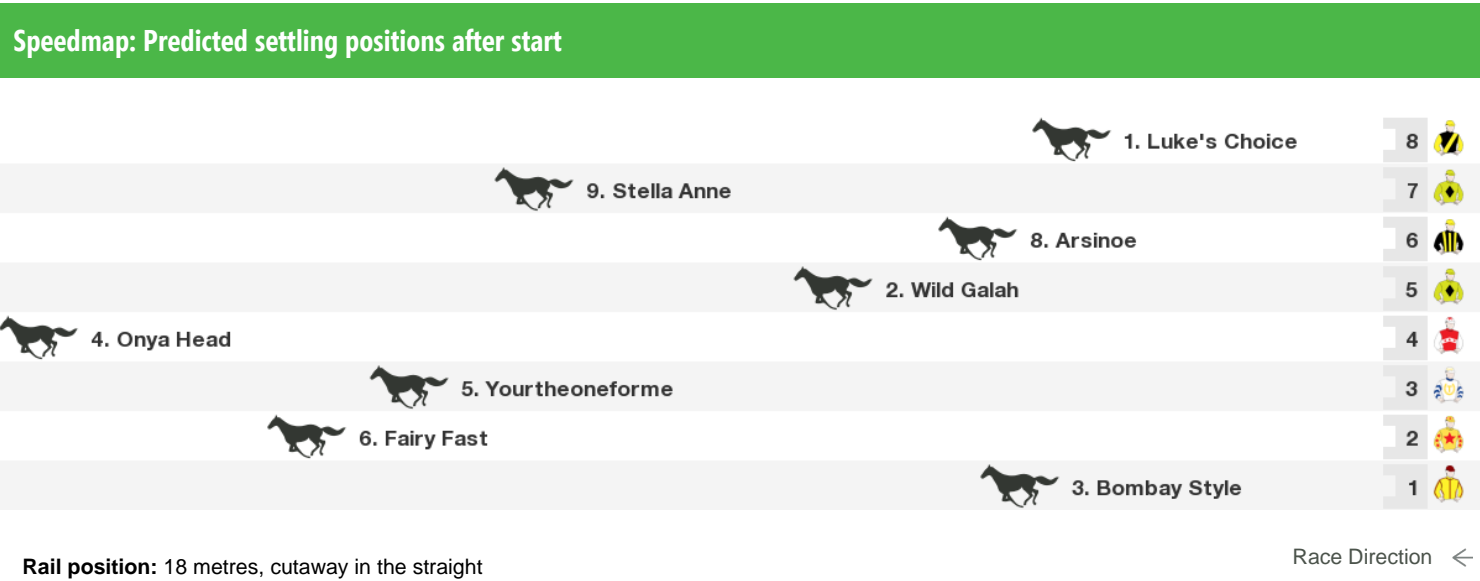 Speedmap: Predicted settling positions after start
1. Luke's Choice 8
9. Stella Anne 7
8. Arsinoe 6
2. Wild Galah 5
4. Onya Head 4
5. Yourtheoneforme 3
6. Fairy Fast 2
3. Bombay Style 1
Race Direction
Rail position: 18 metres, cutaway in the straight